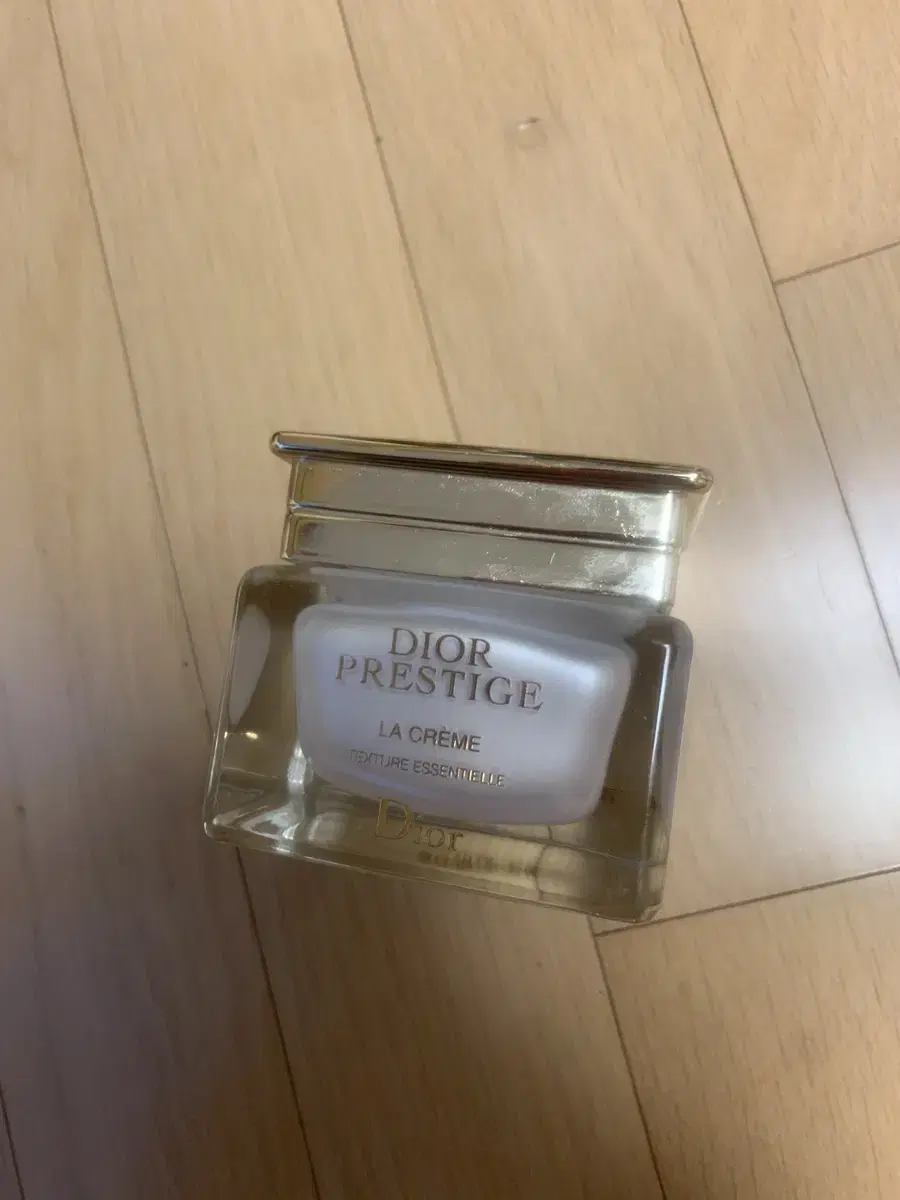 DIOR
PRESTIGE
LA CRÈME
TEXTURE ESSENTIELLE
Dior